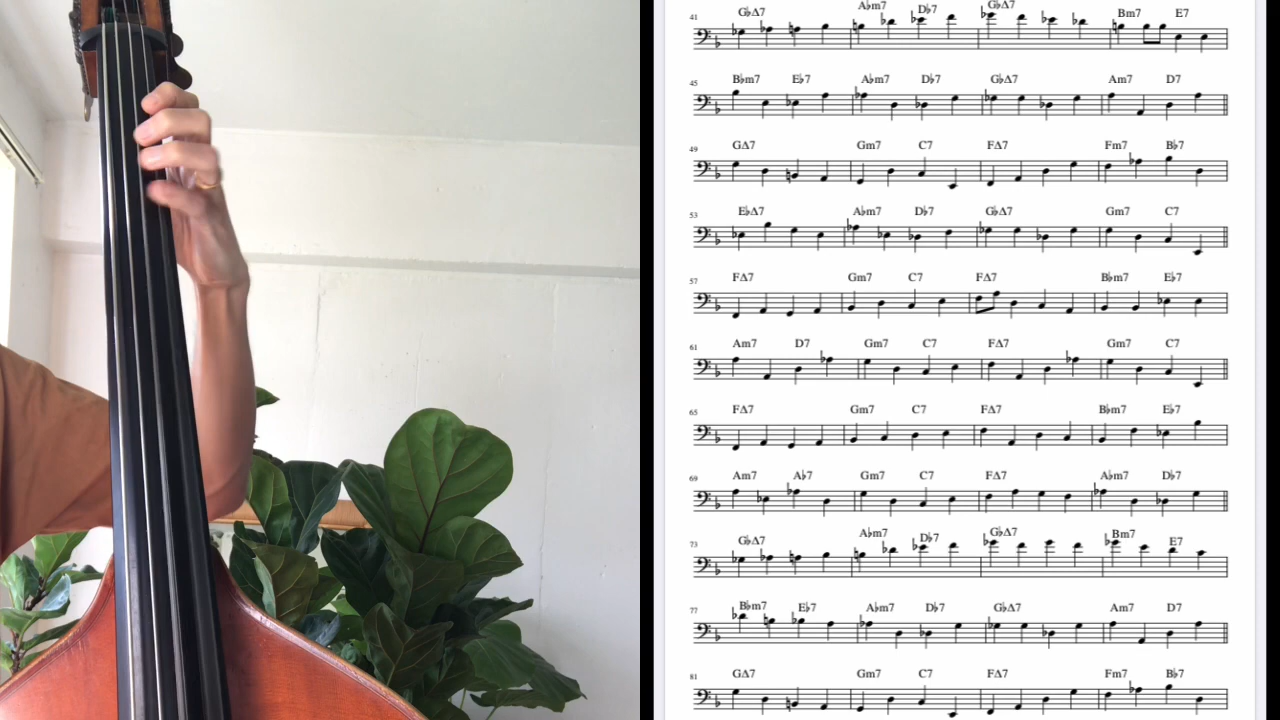 G♭Δ7 A♭m7 D♭7 G♭Δ7 Bm7 E7
41
B♭m7 E♭7 A♭m7 D♭7 G♭Δ7 Am7 D7
45
GΔ7 Gm7 C7 FΔ7 Fm7 B♭7
49
E♭Δ7 A♭m7 D♭7 G♭Δ7 Gm7 C7
53
FΔ7 Gm7 C7 FΔ7 B♭m7 E♭7
57
Am7 D7 Gm7 C7 FΔ7 Gm7 C7
61
FΔ7 Gm7 C7 FΔ7 B♭m7 E♭7
65
Am7 A♭7 Gm7 C7 FΔ7 A♭m7 D♭7
69
G♭Δ7 A♭m7 D♭7 G♭Δ7 Bm7 E7
73
B♭m7 E♭7 A♭m7 D♭7 G♭Δ7 Am7 D7
77
GΔ7 Gm7 C7 FΔ7 Fm7 B♭7
81